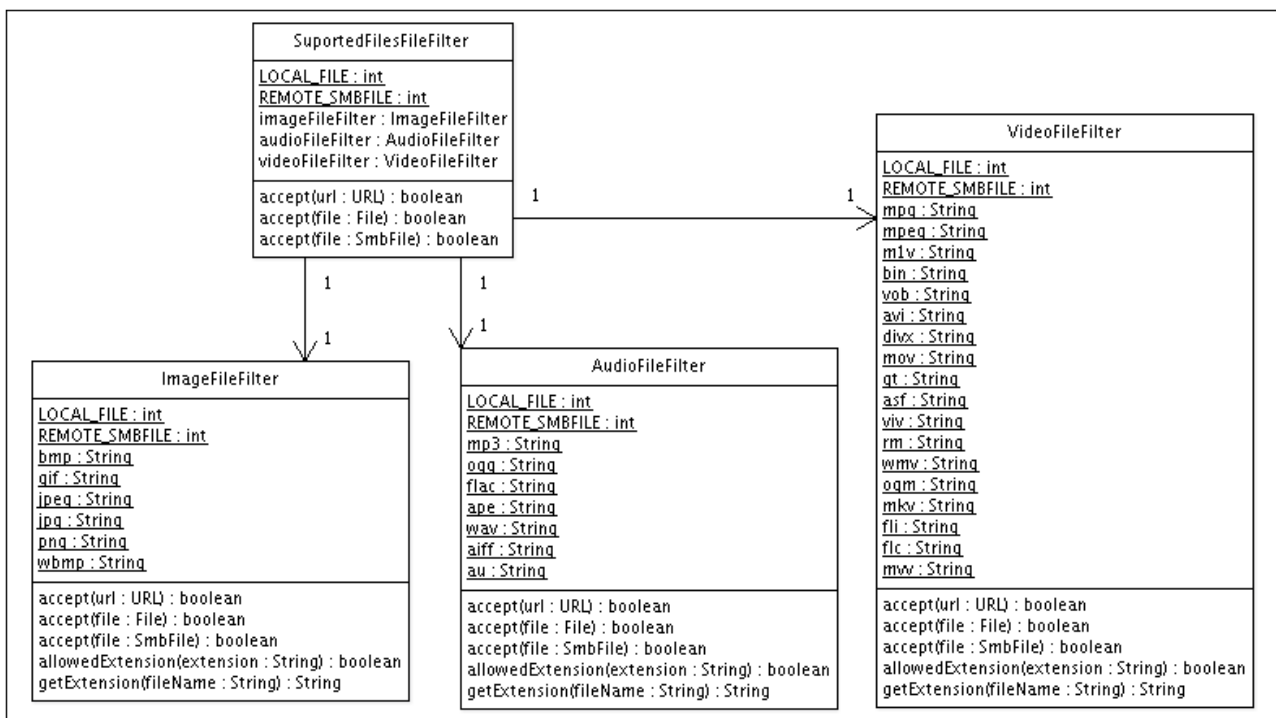 SuportedFilesFileFilter
LOCAL_FILE : int
REMOTE_SMBFILE : int
imageFileFilter : ImageFileFilter
audioFileFilter : AudioFileFilter
videoFileFilter : VideoFileFilter
accept(url : URL) : boolean
accept(file : File) : boolean
accept(file : SmbFile) : boolean
1
1
1
1
1
1
ImageFileFilter
LOCAL_FILE : int
REMOTE_SMBFILE : int
bmp : String
gif : String
jpeg : String
jpg : String
png : String
wbmp : String
accept(url : URL) : boolean
accept(file : File) : boolean
accept(file : SmbFile) : boolean
allowedExtension(extension : String) : boolean
getExtension(fileName : String) : String
AudioFileFilter
LOCAL_FILE : int
REMOTE_SMBFILE : int
mp3 : String
ogg : String
flac : String
ape : String
wav : String
aiff : String
au : String
accept(url : URL) : boolean
accept(file : File) : boolean
accept(file : SmbFile) : boolean
allowedExtension(extension : String) : boolean
getExtension(fileName : String) : String
VideoFileFilter
LOCAL_FILE : int
REMOTE_SMBFILE : int
mpg : String
mpeg : String
m1v : String
bin : String
vob : String
avi : String
divx : String
mov : String
qt : String
asf : String
viv : String
rm : String
wmv : String
ogm : String
mkv : String
fli : String
flc : String
mvv : String
accept(url : URL) : boolean
accept(file : File) : boolean
accept(file : SmbFile) : boolean
allowedExtension(extension : String) : boolean
getExtension(fileName : String) : String